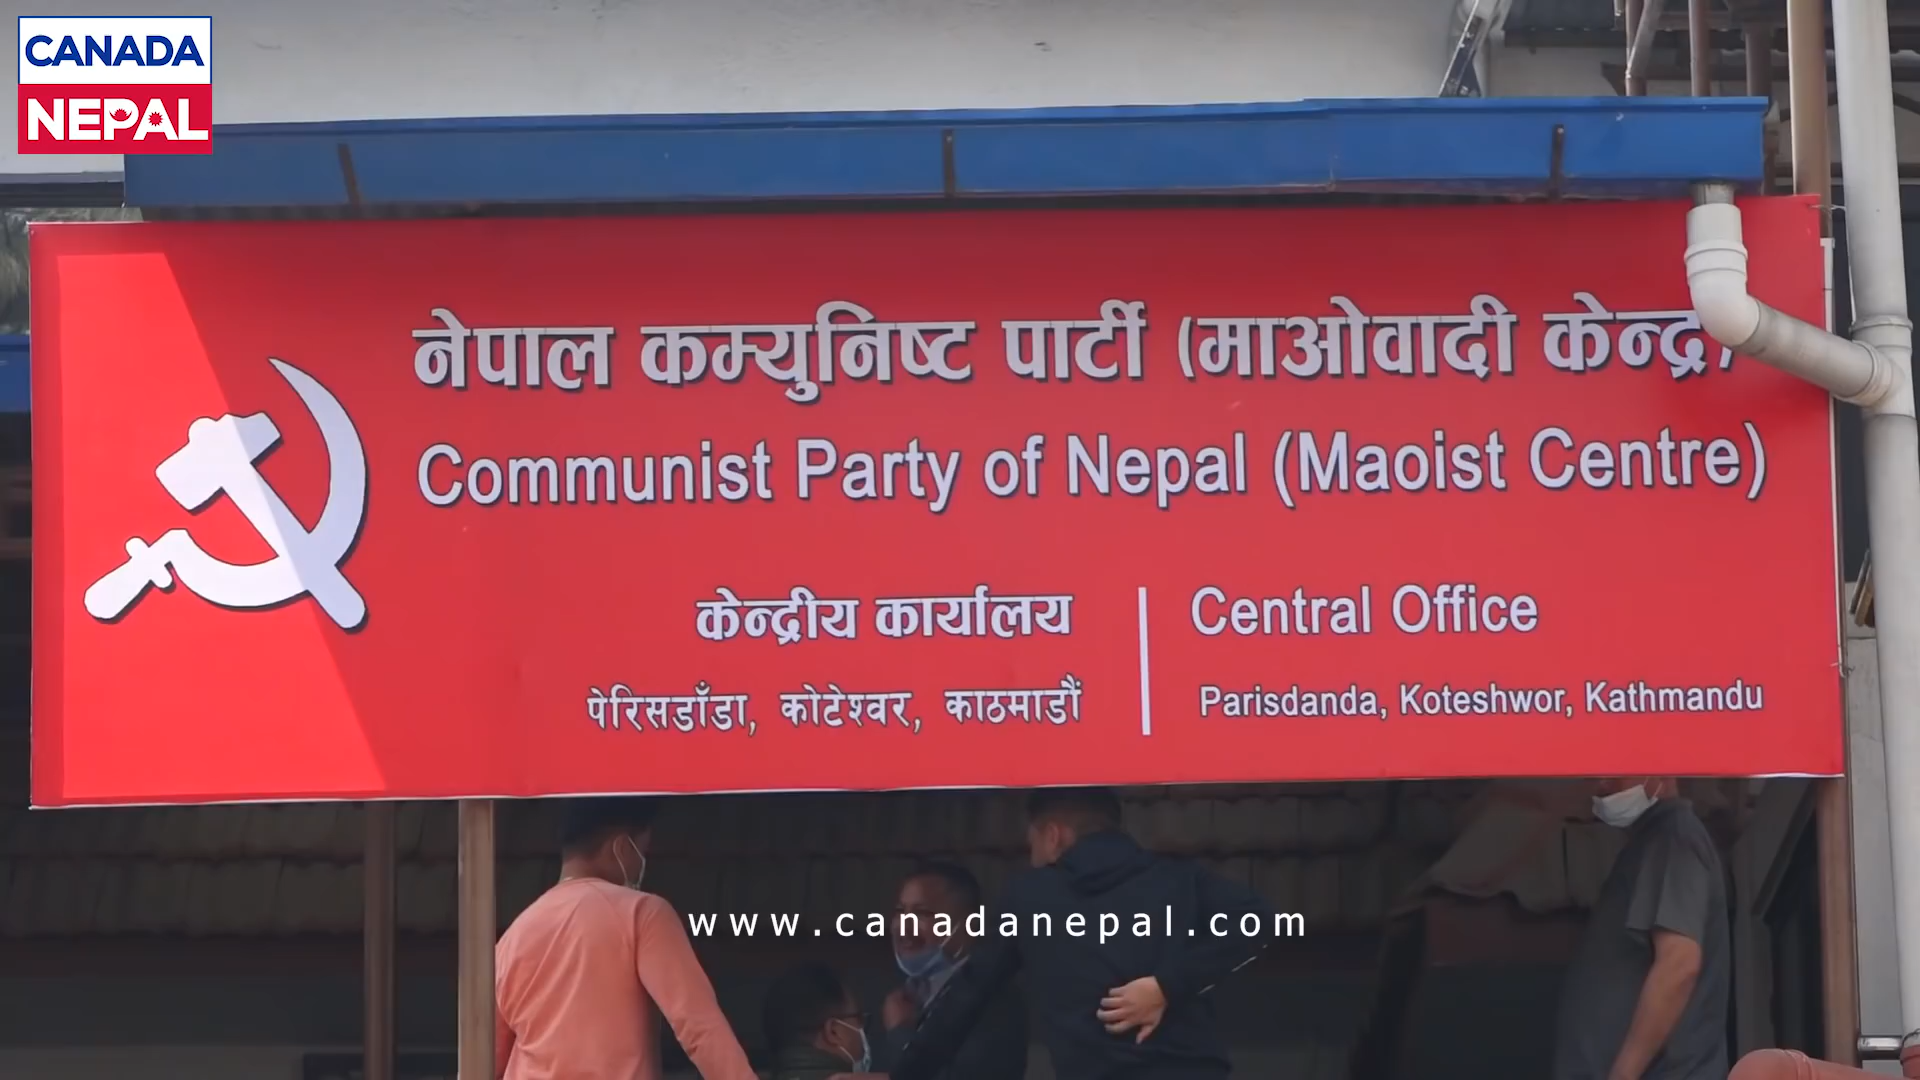 CANADA
NEPAL
नेपाल कम्युनिष्ट पार्टी (माओवादी केन्द्र)
Communist Party of Nepal (Maoist Centre)
केन्द्रीय कार्यालय
पेरिसडाँडा, कोटेश्वर, काठमाडौं
Central Office
Parisdanda, Koteshwor, Kathmandu
www.canadanepal.com